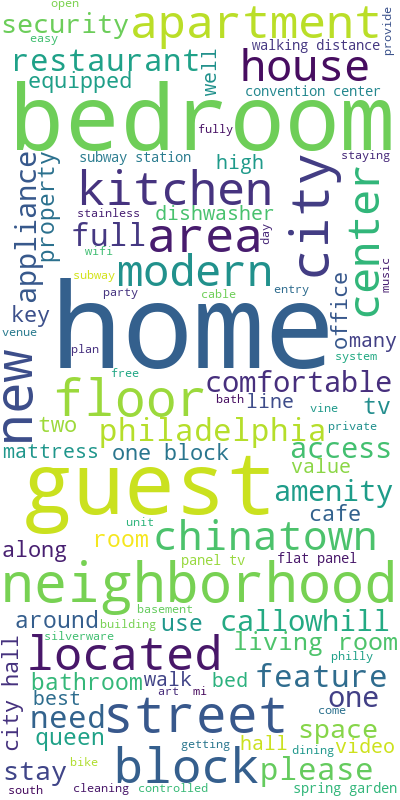 open
security
apartment
provide
easy
restaurant
well
walking distance
house
equipped
convention center
bedroom
fully
appliance
property
subway station
high
city
staying
kitchen
center
stainless
dishwasher
full
area
day
music
wifi
modern
subway
party
cable
entry
office
key
home
many
venue
plan
system
new
free
comfortable
floor
bath
line
tv
two
philadelphia
vine
private
access
mattress
one block
value
guest
amenity
cafe
unit
chinatown
along
room
panel tv
flat panel
neighborhood
basement
around
building
use
callowhill
city hall
silverware
living room
located
philly
bathroom
walk
bed
feature
one
best
art
mi
need
street
come
space
queen
getting
hall
dining
video
stay
bike
block
please
south
cleaning
controlled
spring garden